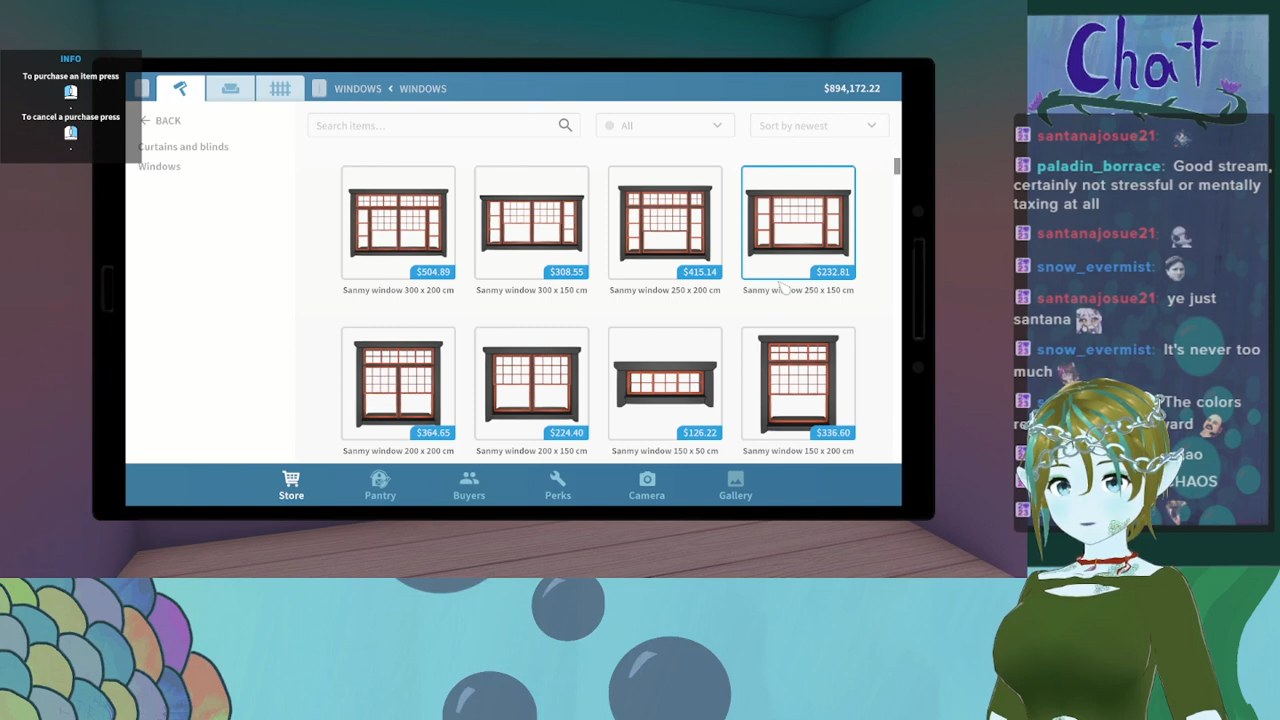 INFO
To purchase an item press
To cancel a purchase press
WINDOWS < WINDOWS
$894,172.22
BACK
Curtains and blinds
Windows
Search items...
All
Sort by newest
$504.89
$308.55
$415.14
$232.81
Sanmy window 300 x 200 cm
Sanmy window 300 x 150 cm
Sanmy window 250 x 200 cm
Sanmy window 250 x 150 cm
$364.65
$224.40
$126.22
$336.60
Sanmy window 200 x 200 cm
Sanmy window 200 x 150 cm
Sanmy window 150 x 50 cm
Sanmy window 150 x 200 cm
Store
Pantry
Buyers
Perks
Camera
Gallery
Chat
santanajosue21:
paladin_borrace: Good stream,
certainly not stressful or mentally
taxing at all
santanajosue21:
snow_evermist:
santanajosue21: ye just
santana
snow_evermist: It's never too
much
The colors